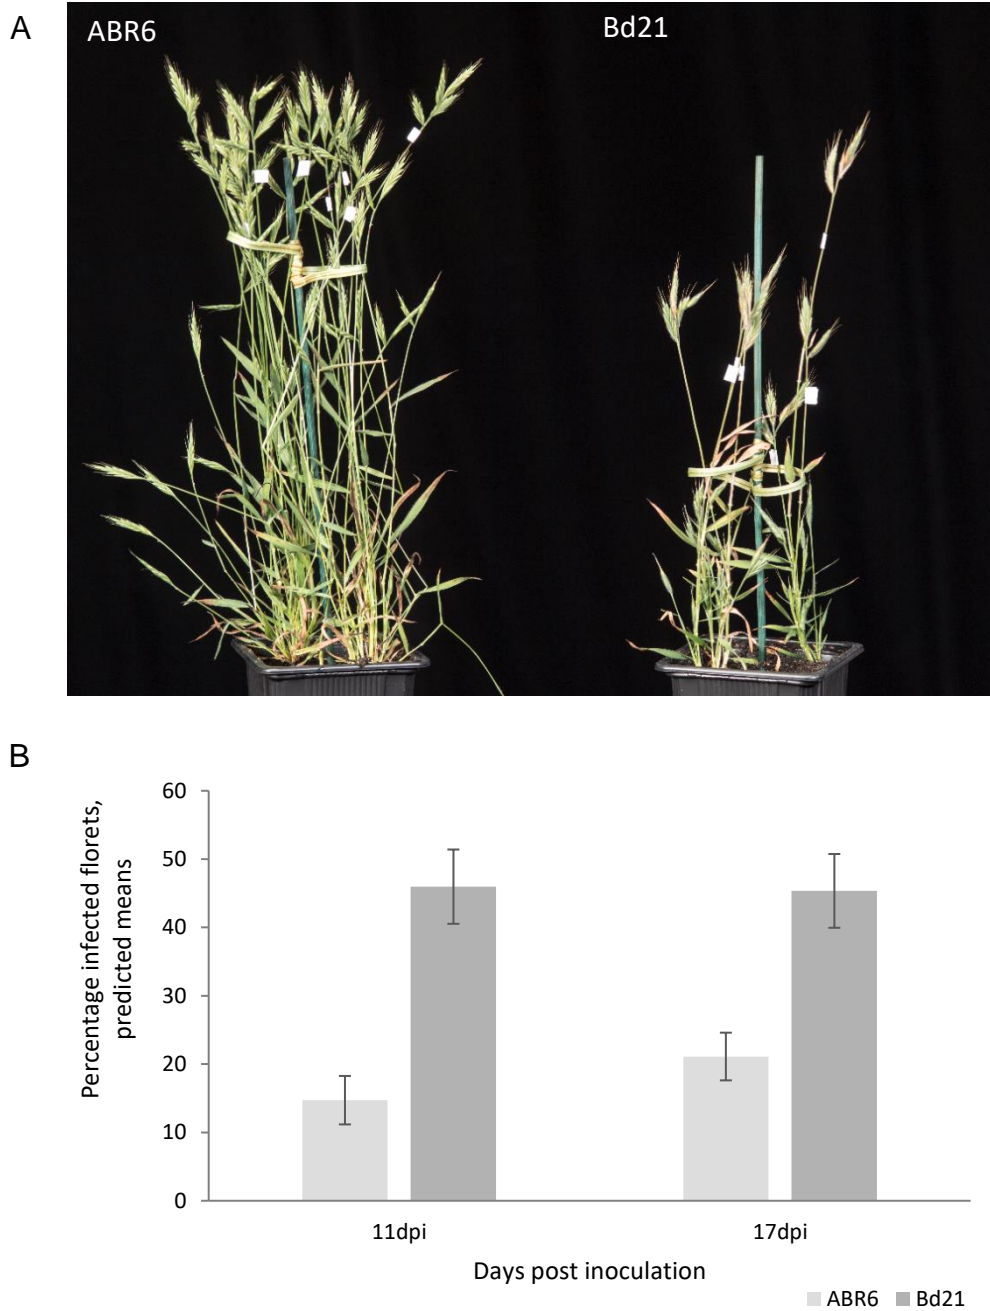 A
ABR6
Bd21
B
Percentage infected florets,
predicted means
60
50
40
30
20
10
0
11dpi
17dpi
Days post inoculation
ABR6
Bd21